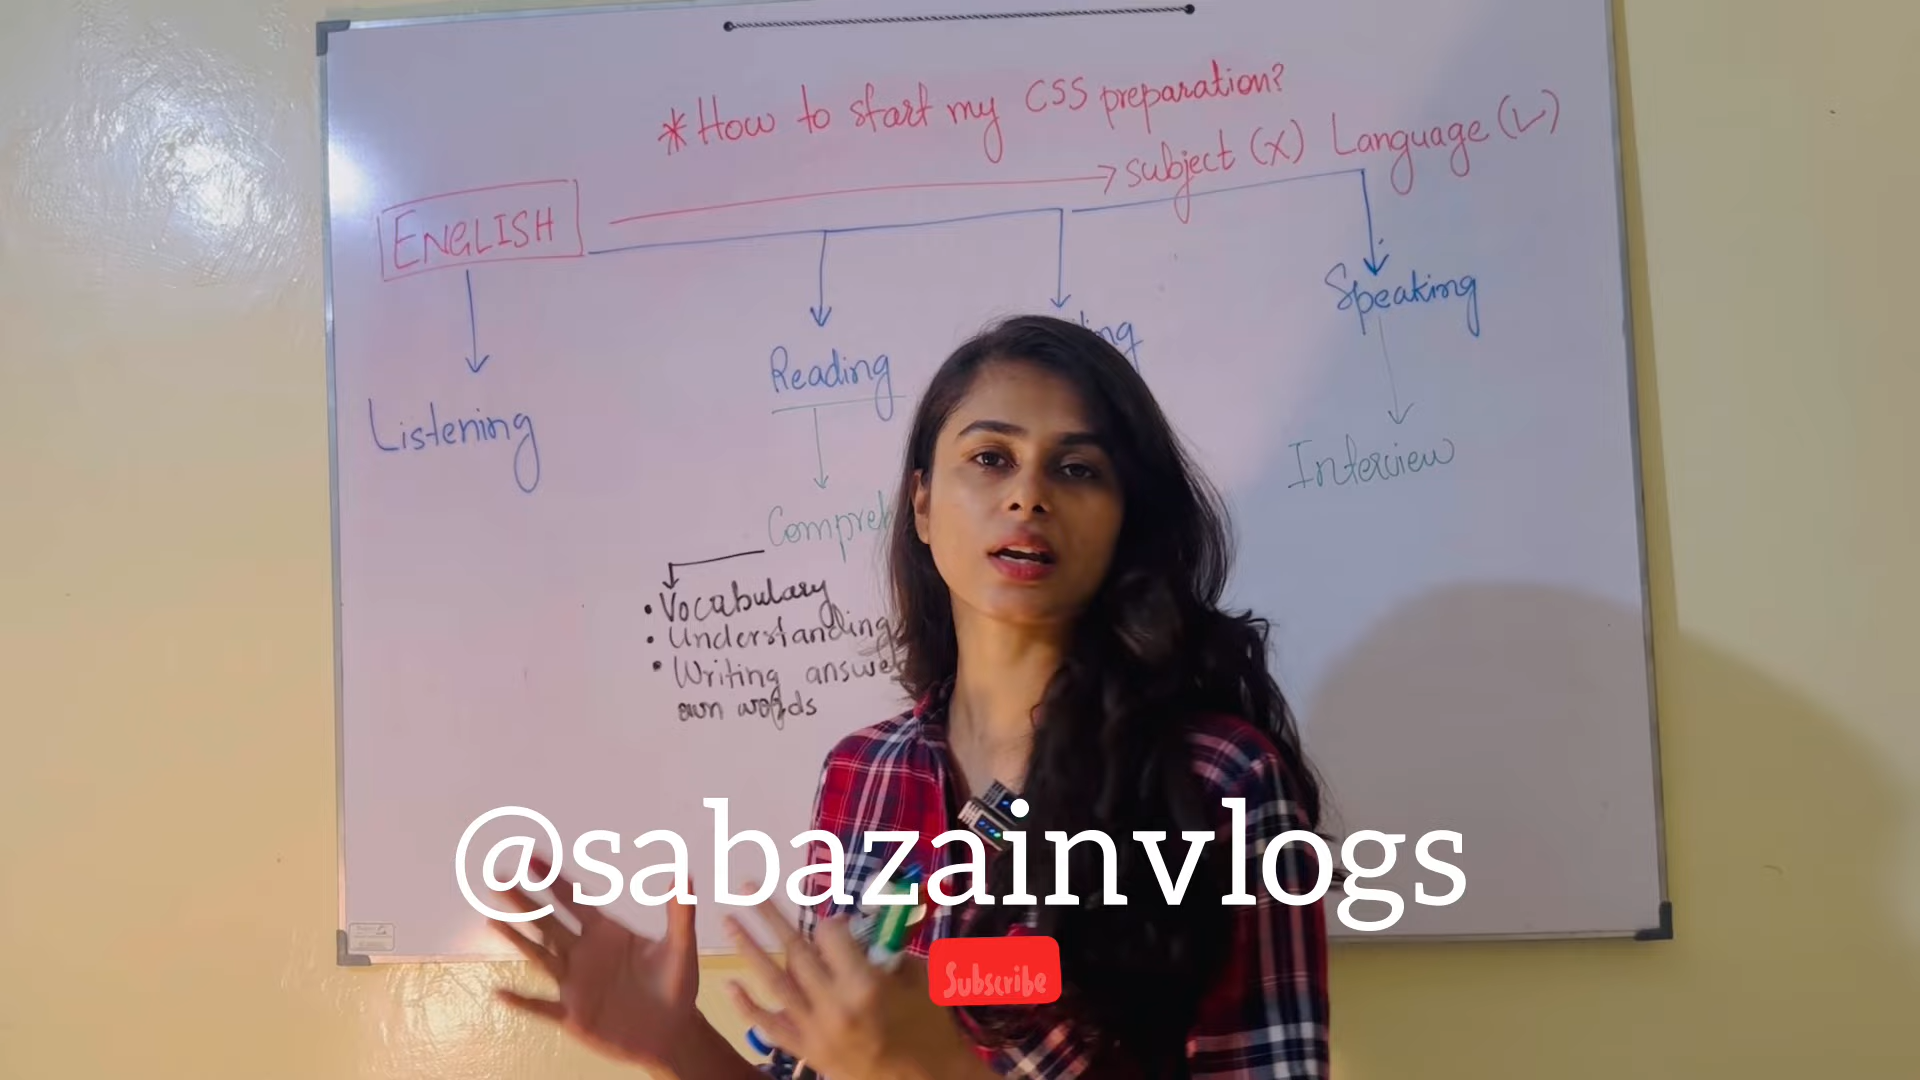 *How to start my CSS preparation?
→ subject (X) Language (✓)
ENGLISH
Speaking
Reading
Listening
Interview
• Vocabulary
• Understanding
• Writing
own words
@sabazainvlogs
Subscribe